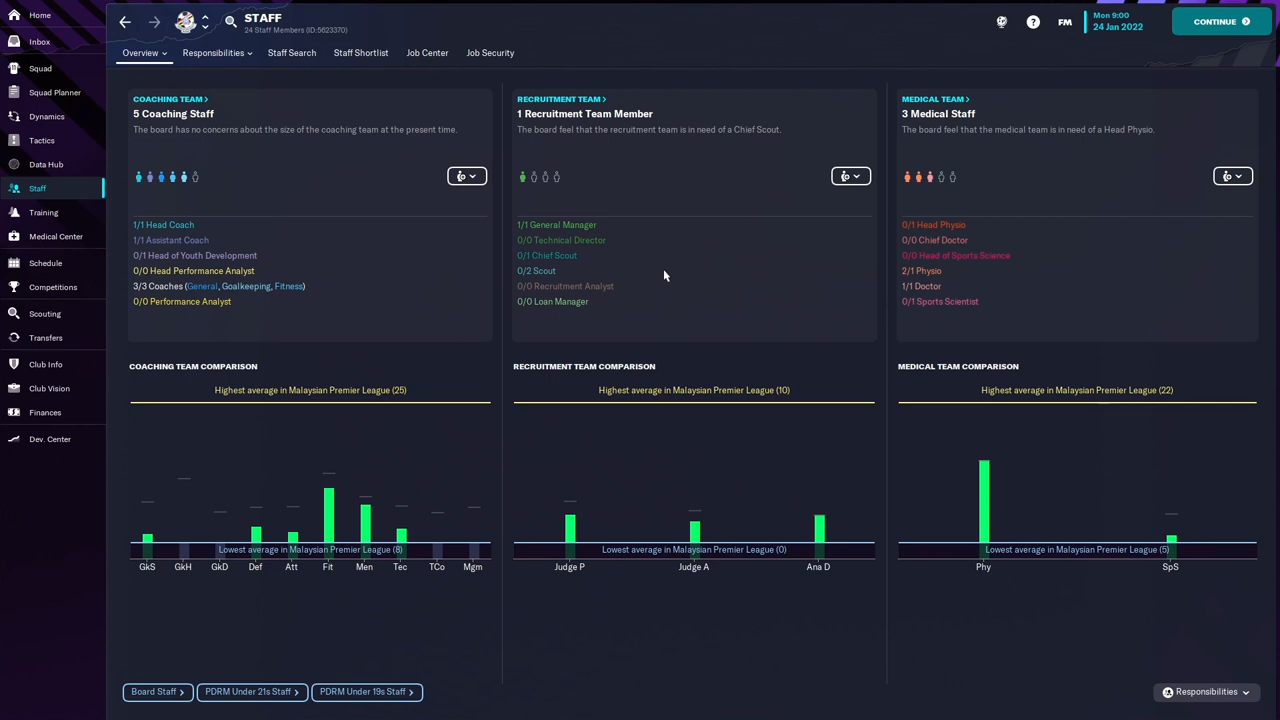 Home
Inbox
Squad
Squad Planner
Dynamics
Tactics
Data Hub
Staff
Training
Medical Center
Schedule
Competitions
Scouting
Transfers
Club Info
Club Vision
Finances
Dev. Center
STAFF
24 Staff Members (ID:5623370)
FM
Mon 9:00
24 Jan 2022
CONTINUE
Overview
Responsibilities
Staff Search
Staff Shortlist
Job Center
Job Security
COACHING TEAM
5 Coaching Staff
The board has no concerns about the size of the coaching team at the present time.
1/1 Head Coach
1/1 Assistant Coach
0/1 Head of Youth Development
0/0 Head Performance Analyst
3/3 Coaches (General, Goalkeeping, Fitness)
0/0 Performance Analyst
RECRUITMENT TEAM
1 Recruitment Team Member
The board feel that the recruitment team is in need of a Chief Scout.
1/1 General Manager
0/0 Technical Director
0/1 Chief Scout
0/2 Scout
0/0 Recruitment Analyst
0/0 Loan Manager
MEDICAL TEAM
3 Medical Staff
The board feel that the medical team is in need of a Head Physio.
0/1 Head Physio
0/0 Chief Doctor
0/0 Head of Sports Science
2/1 Physio
1/1 Doctor
0/1 Sports Scientist
COACHING TEAM COMPARISON
Highest average in Malaysian Premier League (25)
Lowest average in Malaysian Premier League (8)
GkS GkH GkD Def Att Fit Men Tec TCo Mgm
RECRUITMENT TEAM COMPARISON
Highest average in Malaysian Premier League (10)
Lowest average in Malaysian Premier League (0)
Judge P Judge A Ana D
MEDICAL TEAM COMPARISON
Highest average in Malaysian Premier League (22)
Lowest average in Malaysian Premier League (5)
Phy SpS
Board Staff
PDRM Under 21s Staff
PDRM Under 19s Staff
Responsibilities